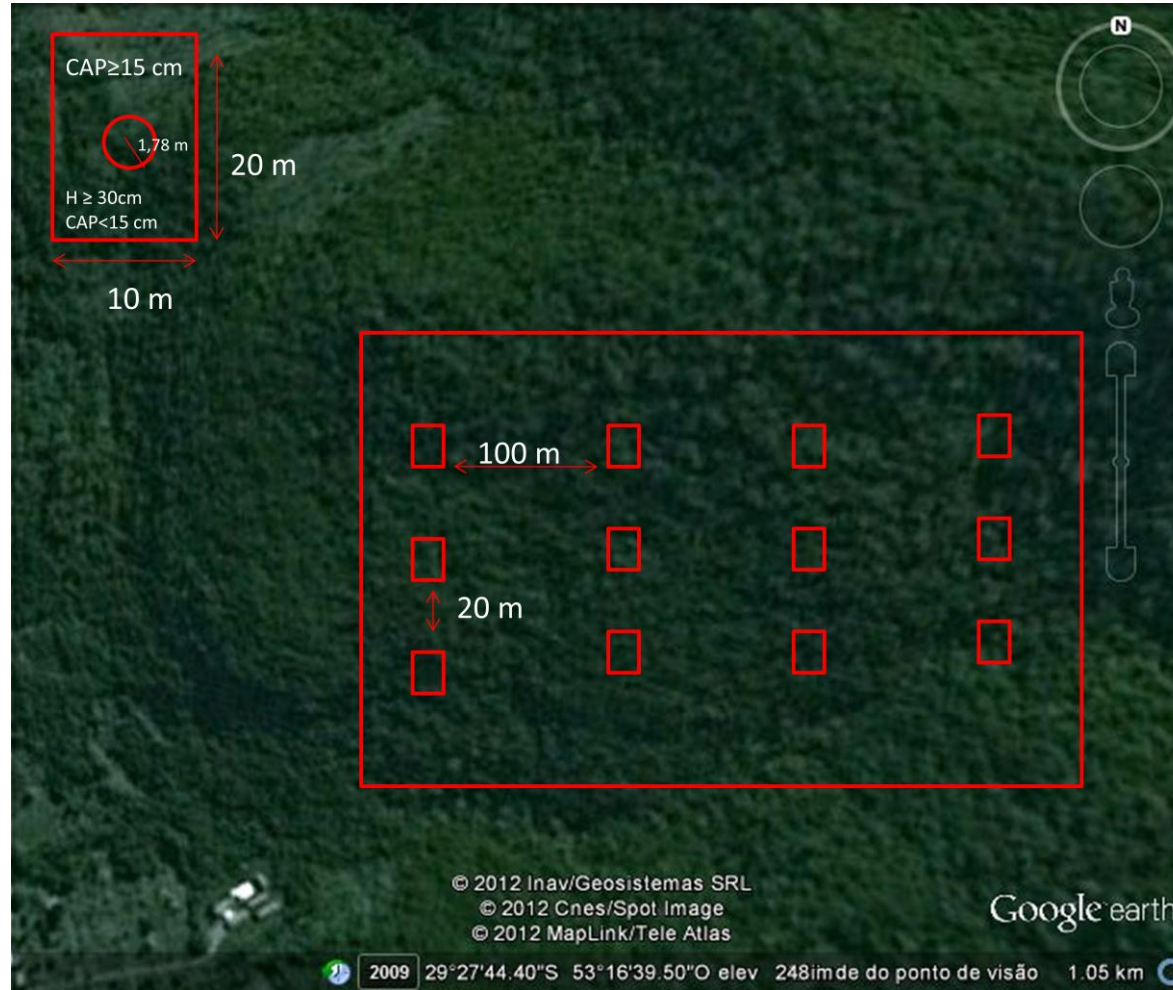 CAP≥15 cm
1,78 m
H ≥ 30cm
CAP<15 cm
20 m
10 m
N
100 m
20 m
© 2012 Inav/Geosistemas SRL
© 2012 Cnes/Spot Image
© 2012 MapLink/Tele Atlas
Google earth
2009 29°27'44.40"S 53°16'39.50"O elev 248imde do ponto de visão 1.05 km